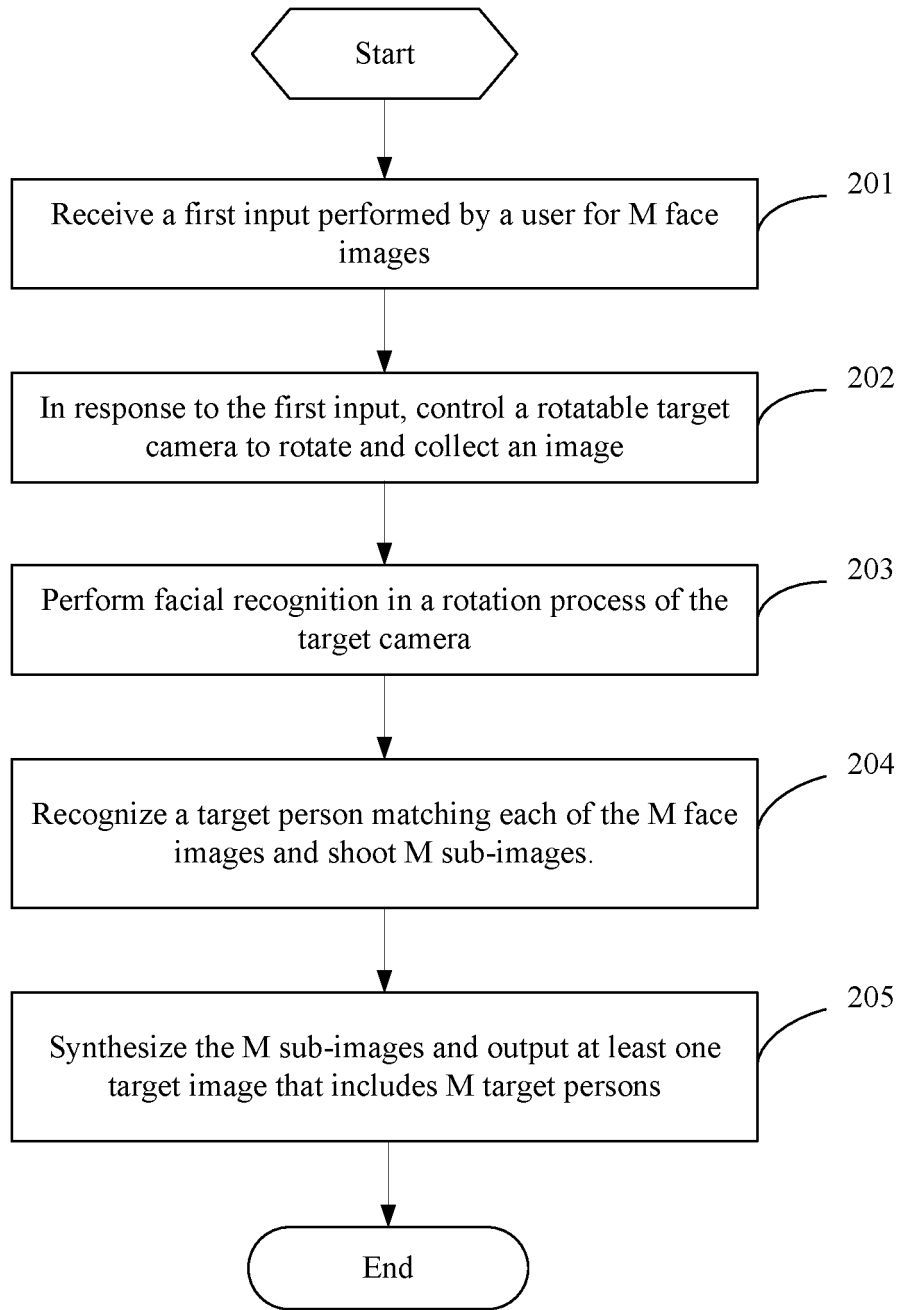 Start
201
Receive a first input performed by a user for M face
images
202
In response to the first input, control a rotatable target
camera to rotate and collect an image
203
Perform facial recognition in a rotation process of the
target camera
204
Recognize a target person matching each of the M face
images and shoot M sub-images.
205
Synthesize the M sub-images and output at least one
target image that includes M target persons
End